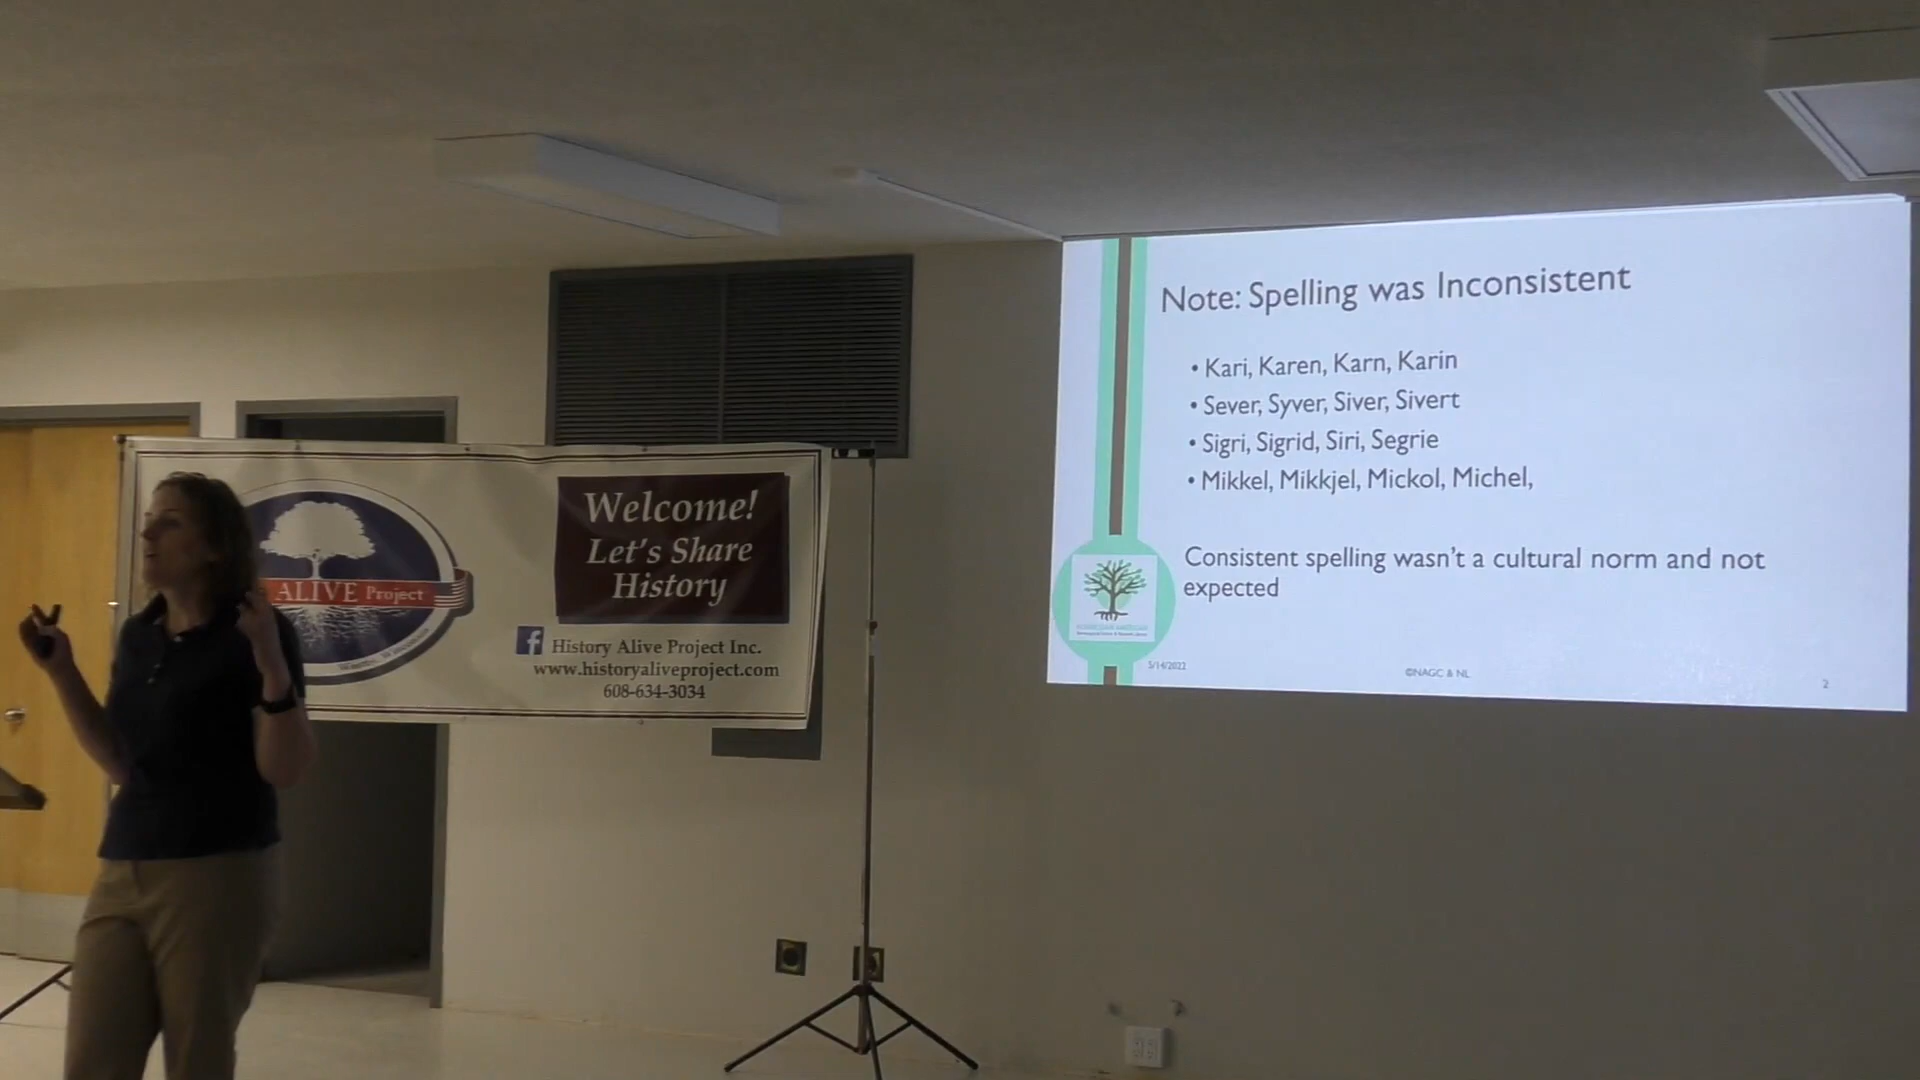 ALIVE Project
Welcome!
Let's Share
History
f
History Alive Project Inc.
www.historyaliveproject.com
608-634-3034
Note: Spelling was Inconsistent
• Kari, Karen, Karn, Karin
• Sever, Syver, Siver, Sivert
• Sigri, Sigrid, Siri, Segrie
• Mikkel, Mikkjel, Mickol, Michel,
Consistent spelling wasn't a cultural norm and not
expected
5/14/2022
©NAGC & NL
2